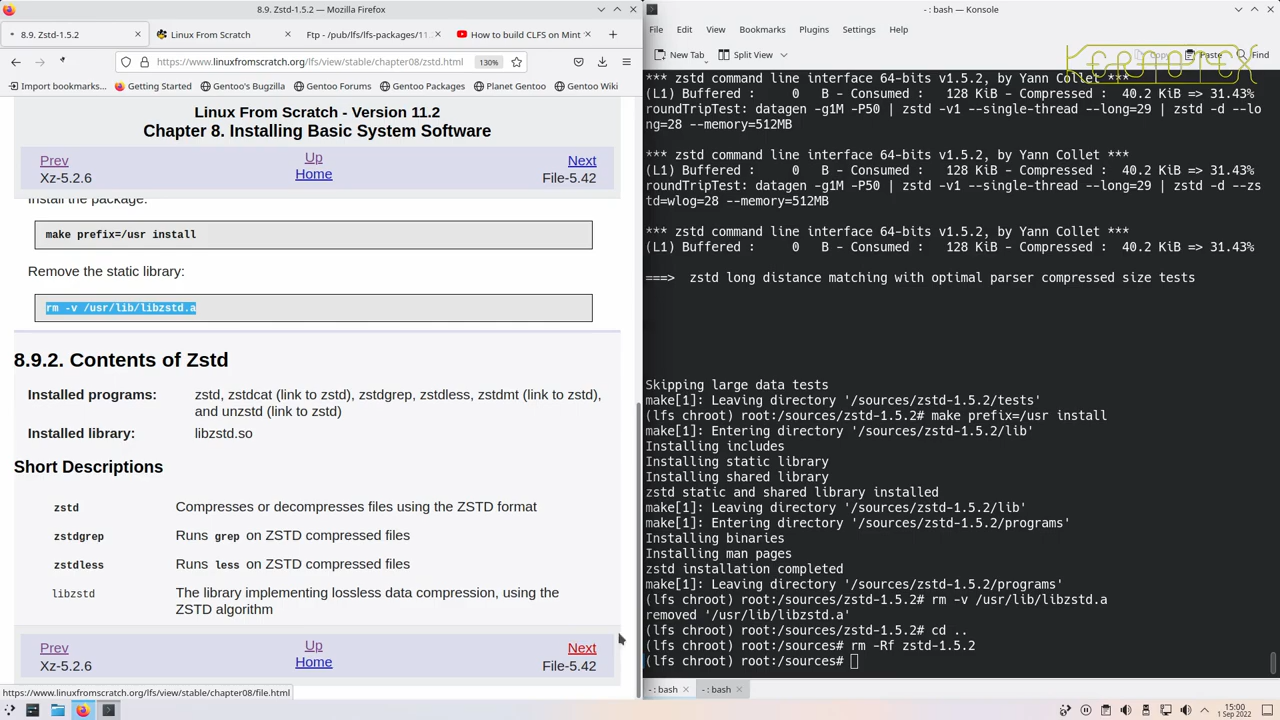 8.9. Zstd-1.5.2 — Mozilla Firefox
8.9. Zstd-1.5.2
Linux From Scratch
Ftp - /pub/lfs/lfs-packages/11.
How to build CLFS on Mint
https://www.linuxfromscratch.org/lfs/view/stable/chapter08/zstd.html
Import bookmarks...
Getting Started
Gentoo's Bugzilla
Gentoo Forums
Gentoo Packages
Planet Gentoo
Gentoo Wiki
Linux From Scratch - Version 11.2
Chapter 8. Installing Basic System Software
Prev
Up
Next
Xz-5.2.6
Home
File-5.42
Install the package:
make prefix=/usr install
Remove the static library:
rm -v /usr/lib/libzstd.a
8.9.2. Contents of Zstd
Installed programs: zstd, zstdcat (link to zstd), zstdgrep, zstdless, zstdmt (link to zstd),
and unzstd (link to zstd)
Installed library: libzstd.so
Short Descriptions
zstd Compresses or decompresses files using the ZSTD format
zstdgrep Runs grep on ZSTD compressed files
zstdless Runs less on ZSTD compressed files
libzstd The library implementing lossless data compression, using the
ZSTD algorithm
Prev
Up
Next
Xz-5.2.6
Home
File-5.42
https://www.linuxfromscratch.org/lfs/view/stable/chapter08/file.html
- : bash — Konsole
File Edit View Bookmarks Plugins Settings Help
New Tab
Split View
Copy
Paste
Find
KERNOTEX
*** zstd command line interface 64-bits v1.5.2, by Yann Collet ***
(L1) Buffered : 0 B - Consumed : 128 KiB - Compressed : 40.2 KiB => 31.43%
roundTripTest: datagen -g1M -P50 | zstd -v1 --single-thread --long=29 | zstd -d --lo
ng=28 --memory=512MB
*** zstd command line interface 64-bits v1.5.2, by Yann Collet ***
(L1) Buffered : 0 B - Consumed : 128 KiB - Compressed : 40.2 KiB => 31.43%
roundTripTest: datagen -g1M -P50 | zstd -v1 --single-thread --long=29 | zstd -d --zs
td=wlog=28 --memory=512MB
*** zstd command line interface 64-bits v1.5.2, by Yann Collet ***
(L1) Buffered : 0 B - Consumed : 128 KiB - Compressed : 40.2 KiB => 31.43%
===> zstd long distance matching with optimal parser compressed size tests
Skipping large data tests
make[1]: Leaving directory '/sources/zstd-1.5.2/tests'
(lfs chroot) root:/sources/zstd-1.5.2# make prefix=/usr install
make[1]: Entering directory '/sources/zstd-1.5.2/lib'
Installing includes
Installing static library
Installing shared library
zstd static and shared library installed
make[1]: Leaving directory '/sources/zstd-1.5.2/lib'
make[1]: Entering directory '/sources/zstd-1.5.2/programs'
Installing binaries
Installing man pages
zstd installation completed
make[1]: Leaving directory '/sources/zstd-1.5.2/programs'
(lfs chroot) root:/sources/zstd-1.5.2# rm -v /usr/lib/libzstd.a
removed '/usr/lib/libzstd.a'
(lfs chroot) root:/sources/zstd-1.5.2# cd ..
(lfs chroot) root:/sources# rm -Rf zstd-1.5.2
(lfs chroot) root:/sources#
- : bash
- : bash
15:00
1 Sep 2022